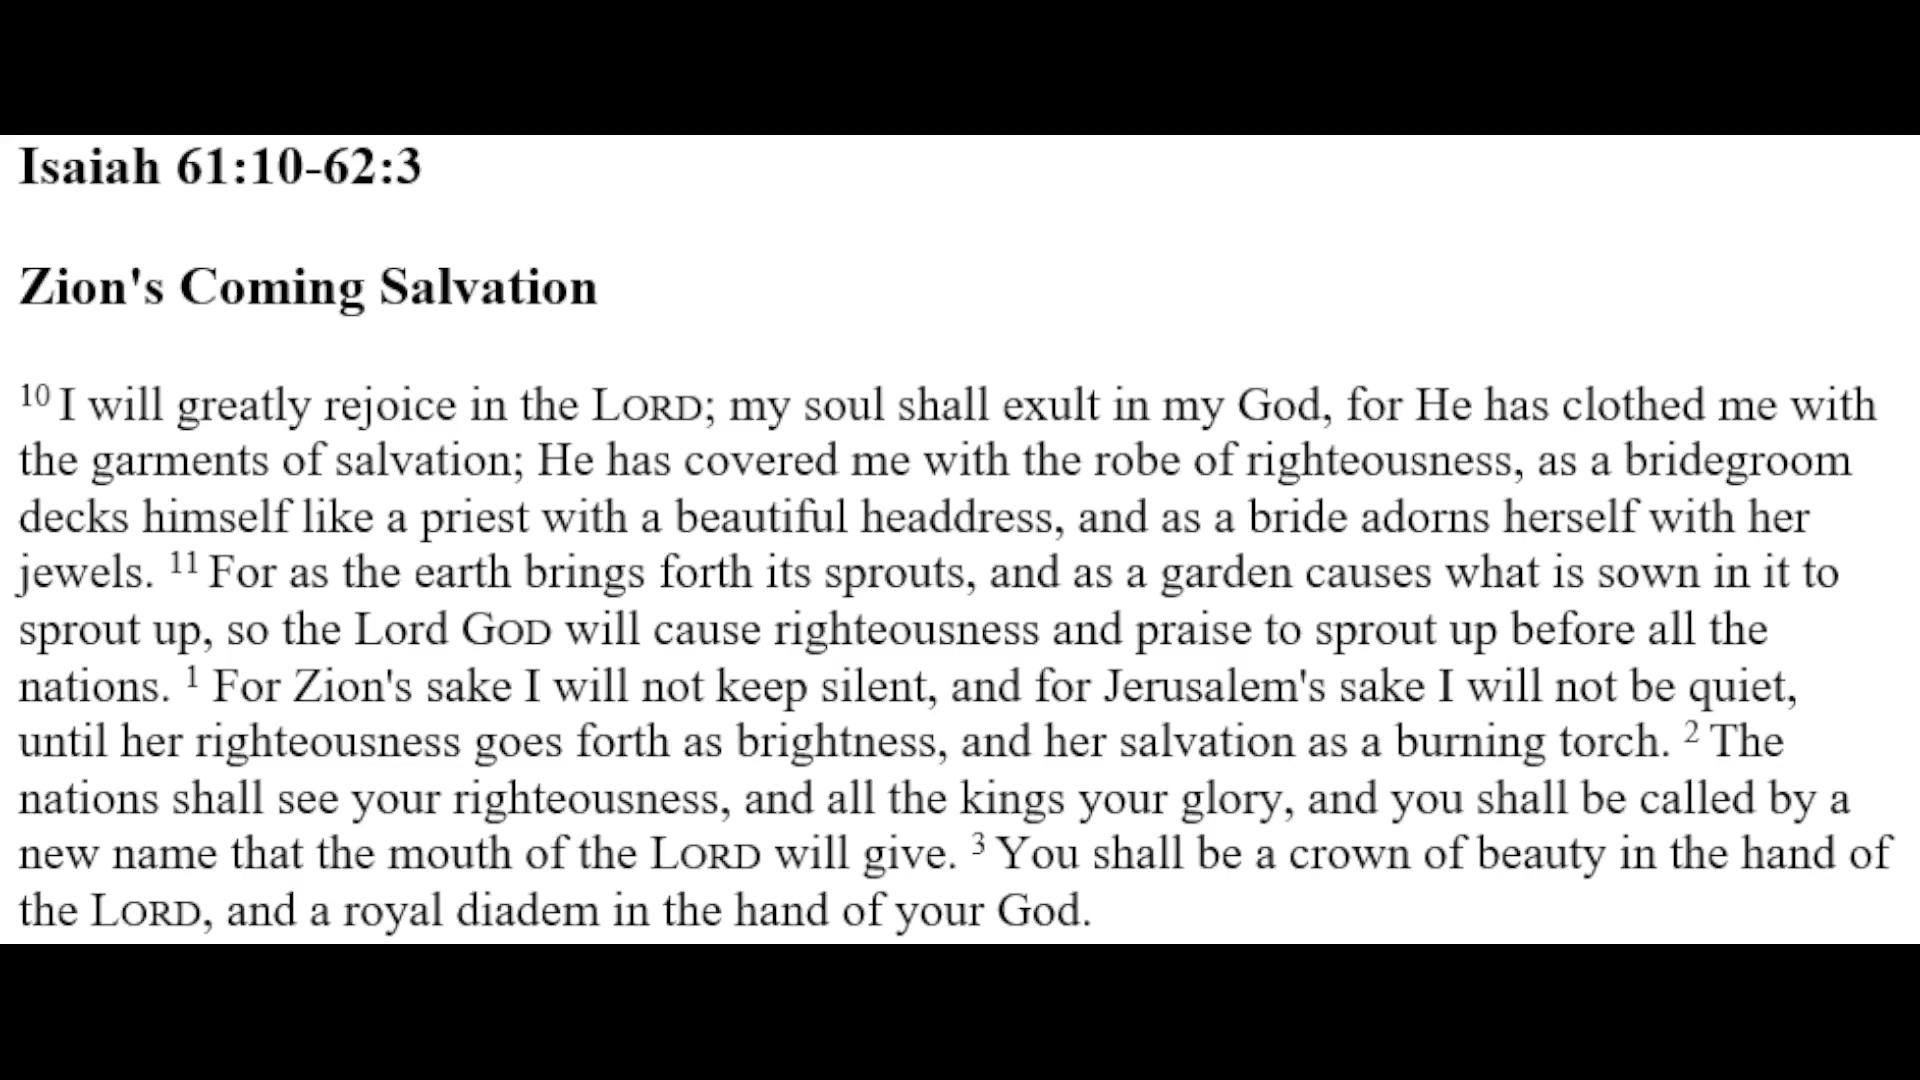 Isaiah 61:10-62:3
Zion's Coming Salvation
10 I will greatly rejoice in the LORD; my soul shall exult in my God, for He has clothed me with
the garments of salvation; He has covered me with the robe of righteousness, as a bridegroom
decks himself like a priest with a beautiful headdress, and as a bride adorns herself with her
jewels. 11 For as the earth brings forth its sprouts, and as a garden causes what is sown in it to
sprout up, so the Lord GOD will cause righteousness and praise to sprout up before all the
nations. 1 For Zion's sake I will not keep silent, and for Jerusalem's sake I will not be quiet,
until her righteousness goes forth as brightness, and her salvation as a burning torch. 2 The
nations shall see your righteousness, and all the kings your glory, and you shall be called by a
new name that the mouth of the LORD will give. 3 You shall be a crown of beauty in the hand of
the LORD, and a royal diadem in the hand of your God.